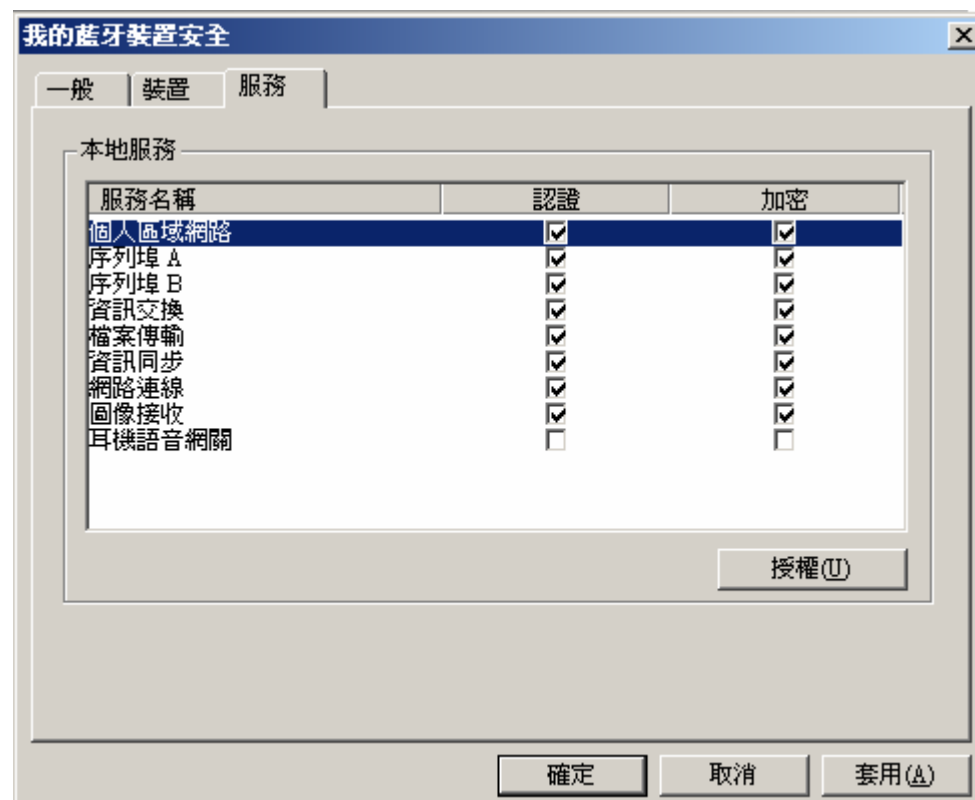 我的藍牙裝置安全
一般 裝置 服務
本地服務
服務名稱 認證 加密
個人區域網路
序列埠 A
序列埠 B
資訊交換
檔案傳輸
資訊同步
網路連線
圖像接收
耳機語音網關
授權(U)
確定 取消 套用(A)